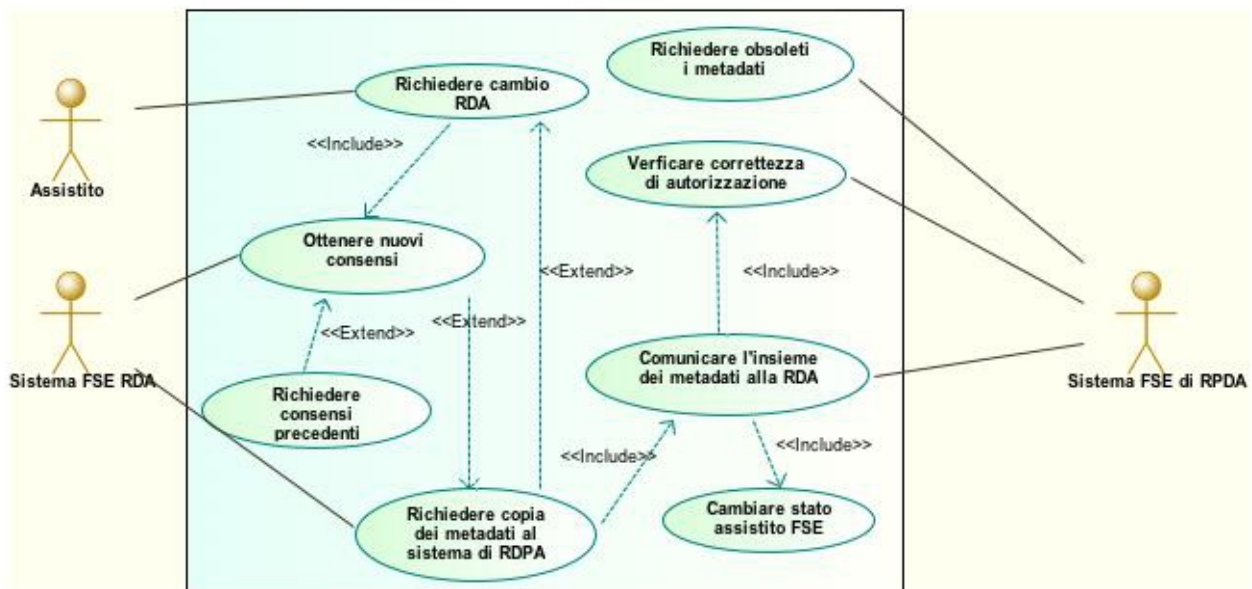 Richiedere obsoleti
i metadati
Richiedere cambio
RDA
<<Include>>
Verficare correttezza
di autorizzazione
Assistito
Ottenere nuovi
consensi
<<Extend>>
<<Include>>
<<Extend>>
<<Extend>>
Comunicare l'insieme
dei metadati alla RDA
Sistema FSE RDA
Sistema FSE di RPDA
Richiedere
consensi
precedenti
<<Include>>
<<Include>>
Richiedere copia
dei metadati al
sistema di RDPA
Cambiare stato
assistito FSE